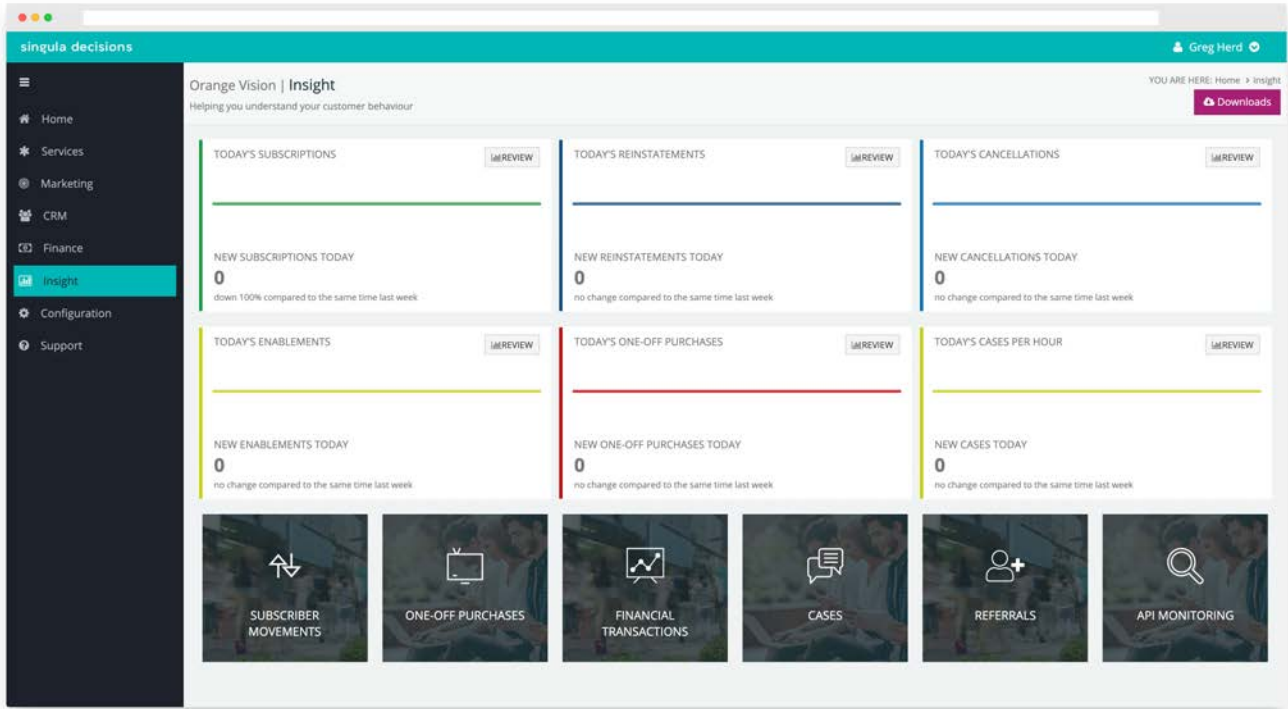 singula decisions
Greg Herd
Home
Services
Marketing
CRM
Finance
Insight
Configuration
Support
Orange Vision | Insight
Helping you understand your customer behaviour
YOU ARE HERE: Home > Insight
Downloads
TODAY'S SUBSCRIPTIONS
REVIEW
NEW SUBSCRIPTIONS TODAY
0
down 100% compared to the same time last week
TODAY'S REINSTATEMENTS
REVIEW
NEW REINSTATEMENTS TODAY
0
no change compared to the same time last week
TODAY'S CANCELLATIONS
REVIEW
NEW CANCELLATIONS TODAY
0
no change compared to the same time last week
TODAY'S ENABLEMENTS
REVIEW
NEW ENABLEMENTS TODAY
0
no change compared to the same time last week
TODAY'S ONE-OFF PURCHASES
REVIEW
NEW ONE-OFF PURCHASES TODAY
0
no change compared to the same time last week
TODAY'S CASES PER HOUR
REVIEW
NEW CASES TODAY
0
no change compared to the same time last week
SUBSCRIBER
MOVEMENTS
ONE-OFF PURCHASES
FINANCIAL
TRANSACTIONS
CASES
REFERRALS
API MONITORING